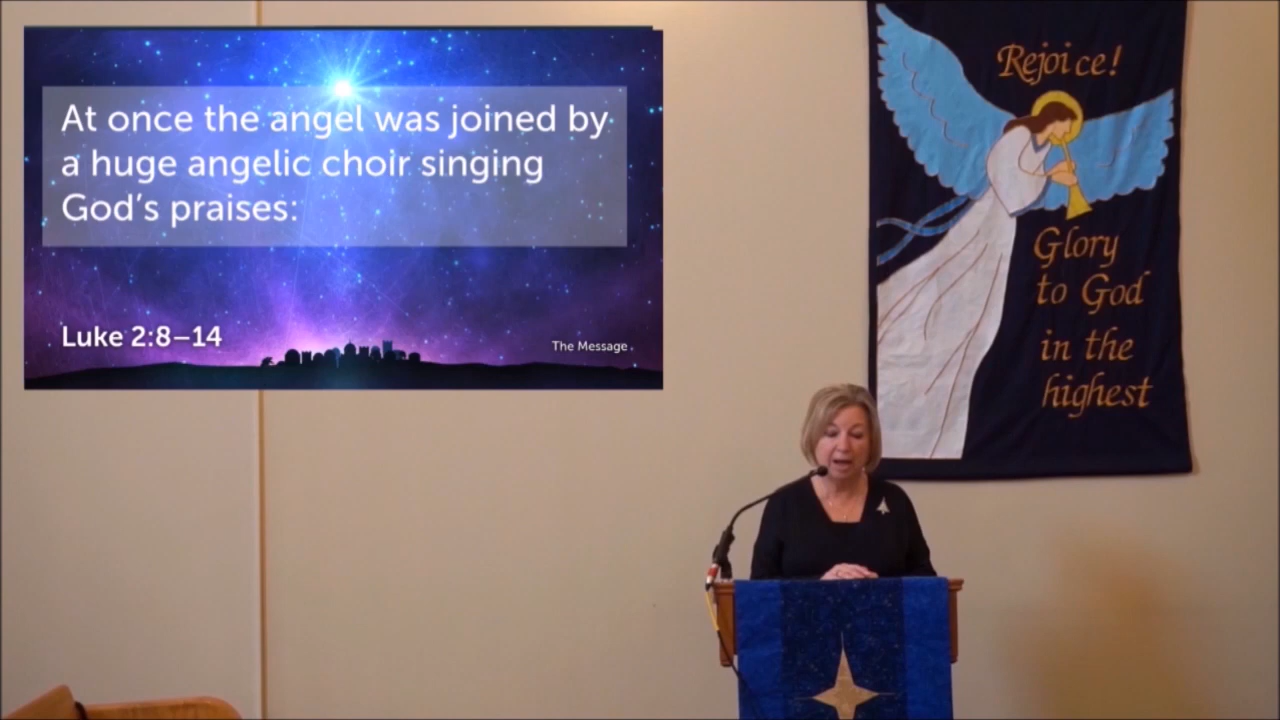 At once the angel was joined by
a huge angelic choir singing
God's praises:
Luke 2:8–14
The Message
Rejoice!
Glory
to God
in the
highest